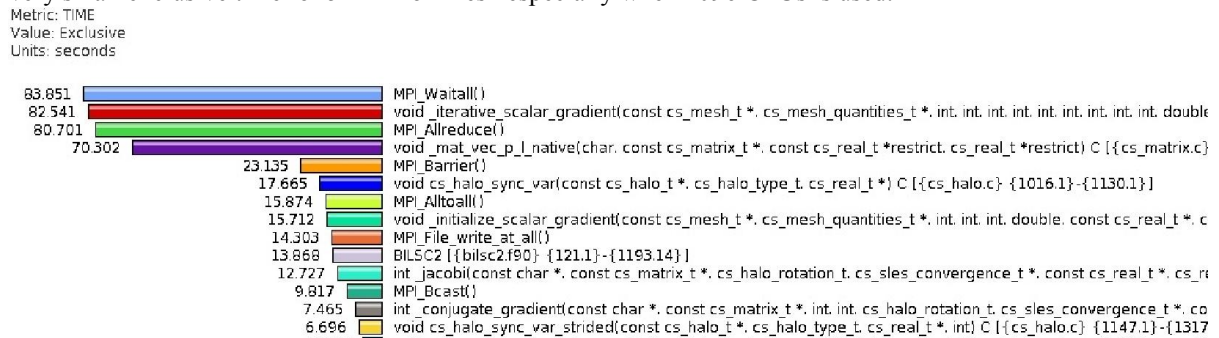 Metric: TIME
Value: Exclusive
Units: seconds
83.851 MPI_Waitall()
82.541 void _iterative_scalar_gradient(const cs_mesh_t *. cs_mesh_quantities_t *. int. int. int. int. int. int. int. int. int. double
80.701 MPI_Allreduce()
70.302 void _mat_vec_p_l_native(char. const cs_matrix_t *. const cs_real_t *restrict. cs_real_t *restrict) C [{cs_matrix.c}
23.135 MPI_Barrier()
17.665 void cs_halo_sync_var(const cs_halo_t *. cs_halo_type_t. cs_real_t *) C [{cs_halo.c} {1016.1}-{1130.1}]
15.874 MPI_Alltoall()
15.712 void _initialize_scalar_gradient(const cs_mesh_t *. cs_mesh_quantities_t *. int. int. int. double. const cs_real_t *. c
14.303 MPI_File_write_at_all()
13.868 BILSC2 [{bilsc2.f90} {121.1}-{1193.14}]
12.727 int _jacobi(const char *. const cs_matrix_t *. cs_halo_rotation_t. cs_sles_convergence_t *. const cs_real_t *. cs_re
9.817 MPI_Bcast()
7.465 int _conjugate_gradient(const char *. const cs_matrix_t *. int. int. cs_halo_rotation_t. cs_sles_convergence_t *. co
6.696 void cs_halo_sync_var_strided(const cs_halo_t *. cs_halo_type_t. cs_real_t *. int) C [{cs_halo.c} {1147.1}-{1317